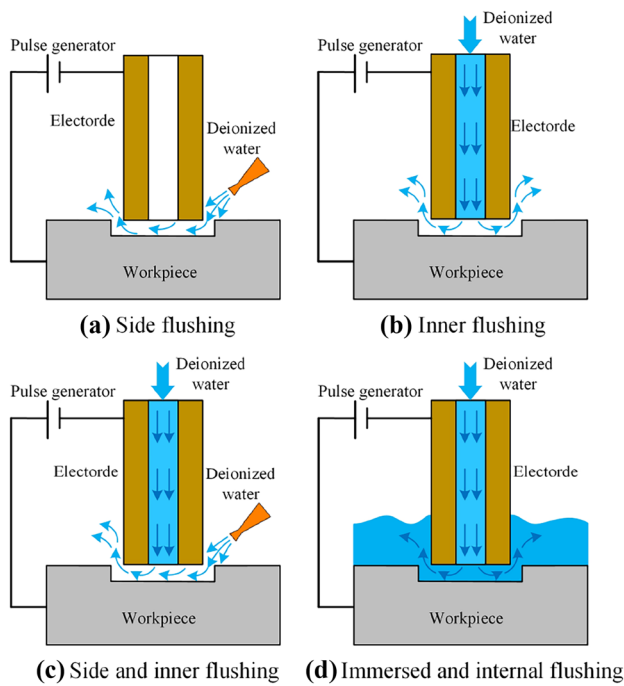 Pulse generator
Electorde
Deionized
water
Workpiece
(a) Side flushing
Deionized
water
Pulse generator
Electorde
Workpiece
(b) Inner flushing
Deionized
water
Pulse generator
Electorde
Deionized
water
Workpiece
(c) Side and inner flushing
Deionized
water
Pulse generator
Electorde
Workpiece
(d) Immersed and internal flushing